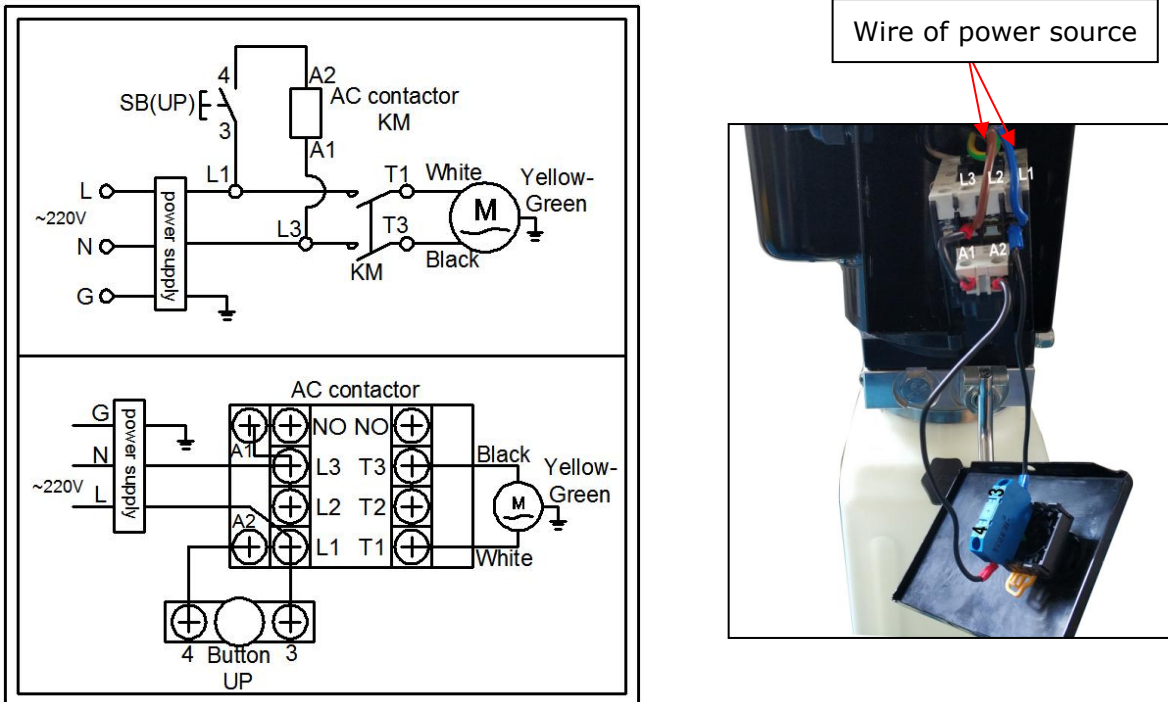 4
A2
SB(UP)
AC contactor
KM
3
A1
L1
T1
White
Yellow-
Green
L
~220V
power supply
M
N
L3
T3
KM
Black
G
AC contactor
G
power supply
NO
NO
A1
N
L3
T3
Black
Yellow-
Green
~220V
L
L2
T2
M
A2
L1
T1
White
4
Button
3
UP
Wire of power source
L3
L2
L1
A1
A2
4
3